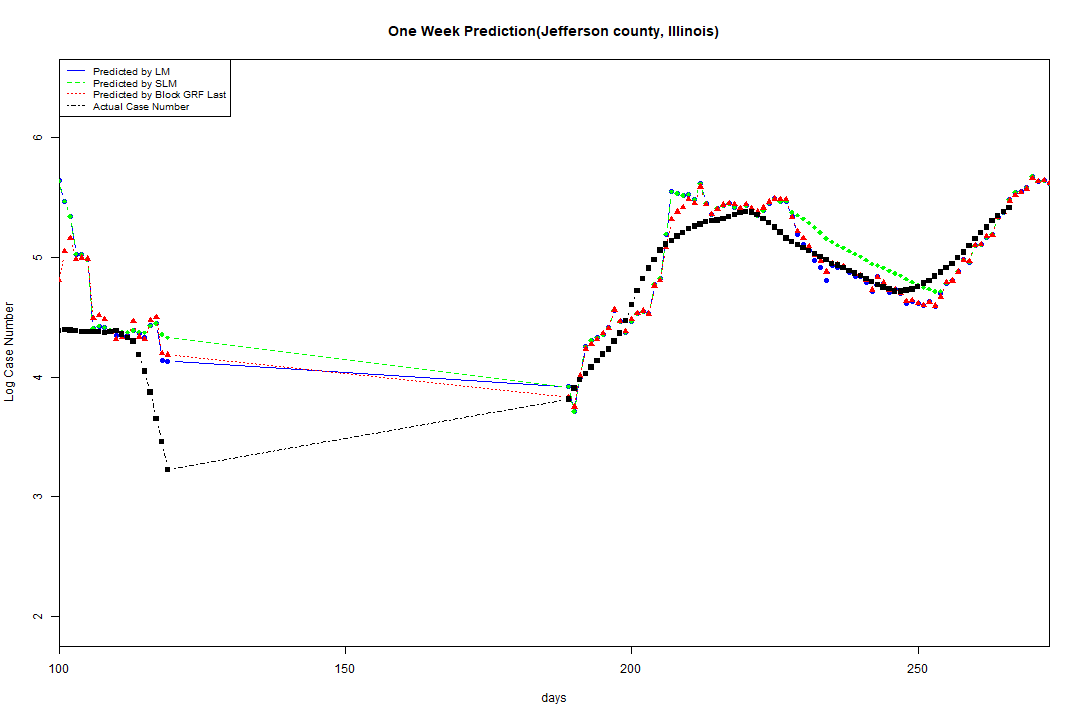 One Week Prediction(Jefferson county, Illinois)
Predicted by LM
Predicted by SLM
Predicted by Block GRF Last
Actual Case Number
6
5
4
3
2
Log Case Number
100 150 200 250
days